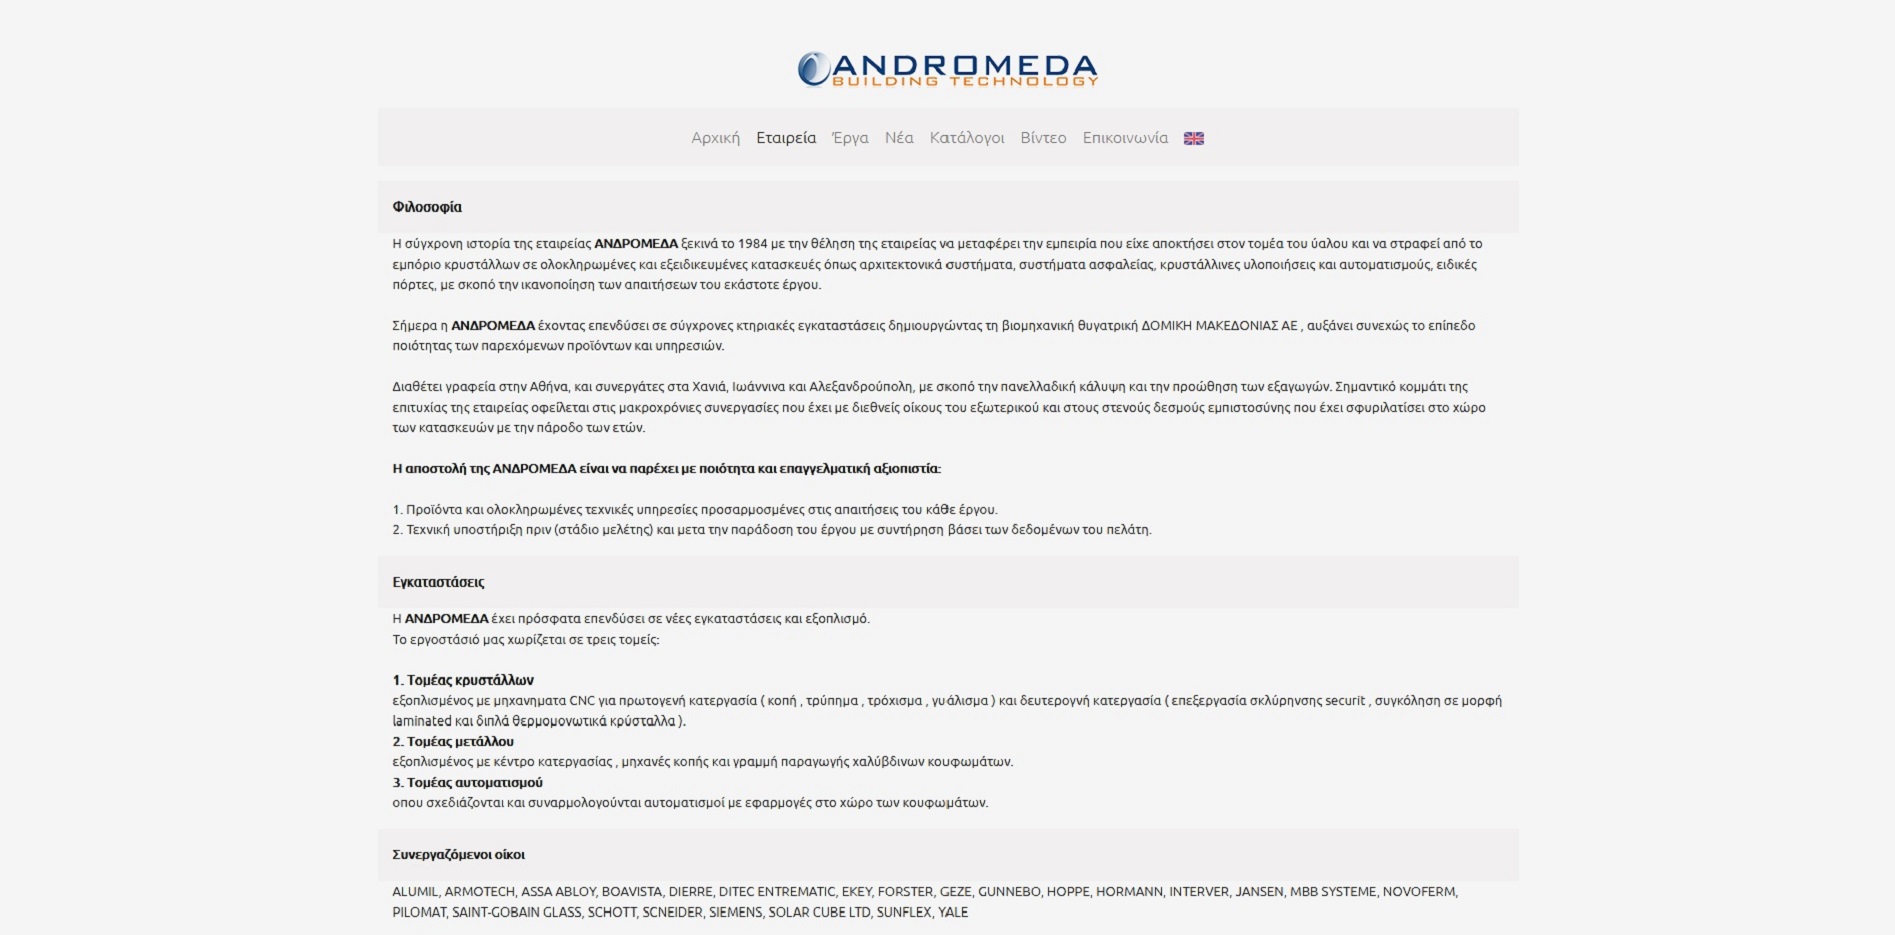 ANDROMEDA
BUILDING TECHNOLOGY
Αρχική Εταιρεία Έργα Νέα Κατάλογοι Βίντεο Επικοινωνία
Φιλοσοφία
Η σύγχρονη ιστορία της εταιρείας ΑΝΔΡΟΜΕΔΑ ξεκινά το 1984 με την θέληση της εταιρείας να μεταφέρει την εμπειρία που είχε αποκτήσει στον τομέα του ύαλου και να στραφεί από το
εμπόριο κρυστάλλων σε ολοκληρωμένες και εξειδικευμένες κατασκευές όπως αρχιτεκτονικά συστήματα, συστήματα ασφαλείας, κρυστάλλινες υλοποιήσεις και αυτοματισμούς, ειδικές
πόρτες, με σκοπό την ικανοποίηση των απαιτήσεων του εκάστοτε έργου.
Σήμερα η ΑΝΔΡΟΜΕΔΑ έχοντας επενδύσει σε σύγχρονες κτηριακές εγκαταστάσεις δημιουργώντας τη βιομηχανική θυγατρική ΔΟΜΙΚΗ ΜΑΚΕΔΟΝΙΑΣ ΑΕ , αυξάνει συνεχώς το επίπεδο
ποιότητας των παρεχόμενων προϊόντων και υπηρεσιών.
Διαθέτει γραφεία στην Αθήνα, και συνεργάτες στα Χανιά, Ιωάννινα και Αλεξανδρούπολη, με σκοπό την πανελλαδική κάλυψη και την προώθηση των εξαγωγών. Σημαντικό κομμάτι της
επιτυχίας της εταιρείας οφείλεται στις μακροχρόνιες συνεργασίες που έχει με διεθνείς οίκους του εξωτερικού και στους στενούς δεσμούς εμπιστοσύνης που έχει σφυριλατίσει στο χώρο
των κατασκευών με την πάροδο των ετών.
Η αποστολή της ΑΝΔΡΟΜΕΔΑ είναι να παρέχει με ποιότητα και επαγγελματική αξιοπιστία:
1. Προϊόντα και ολοκληρωμένες τεχνικές υπηρεσίες προσαρμοσμένες στις απαιτήσεις του κάθε έργου.
2. Τεχνική υποστήριξη πριν (στάδιο μελέτης) και μετα την παράδοση του έργου με συντήρηση βάσει των δεδομένων του πελάτη.
Εγκαταστάσεις
Η ΑΝΔΡΟΜΕΔΑ έχει πρόσφατα επενδύσει σε νέες εγκαταστάσεις και εξοπλισμό.
Το εργοστάσιό μας χωρίζεται σε τρεις τομείς:
1. Τομέας κρυστάλλων
εξοπλισμένος με μηχανηματα CNC για πρωτογενή κατεργασία ( κοπή , τρύπημα , τρόχισμα , γυάλισμα ) και δευτερογνή κατεργασία ( επεξεργασία σκλύρηνσης securit , συγκόληση σε μορφή
laminated και διπλά θερμομονωτικά κρύσταλλα ).
2. Τομέας μετάλλου
εξοπλισμένος με κέντρο κατεργασίας , μηχανές κοπής και γραμμή παραγωγής χαλύβδινων κουφωμάτων.
3. Τομέας αυτοματισμού
οπου σχεδιάζονται και συναρμολογούνται αυτοματισμοί με εφαρμογές στο χώρο των κουφωμάτων.
Συνεργαζόμενοι οίκοι
ALUMIL, ARMOTECH, ASSA ABLOY, BOAVISTA, DIERRE, DITEC ENTREMATIC, EKEY, FORSTER, GEZE, GUNNEBO, HOPPE, HORMANN, INTERVER, JANSEN, MBB SYSTEME, NOVOFERM,
PILOMAT, SAINT-GOBAIN GLASS, SCHOTT, SCNEIDER, SIEMENS, SOLAR CUBE LTD, SUNFLEX, YALE